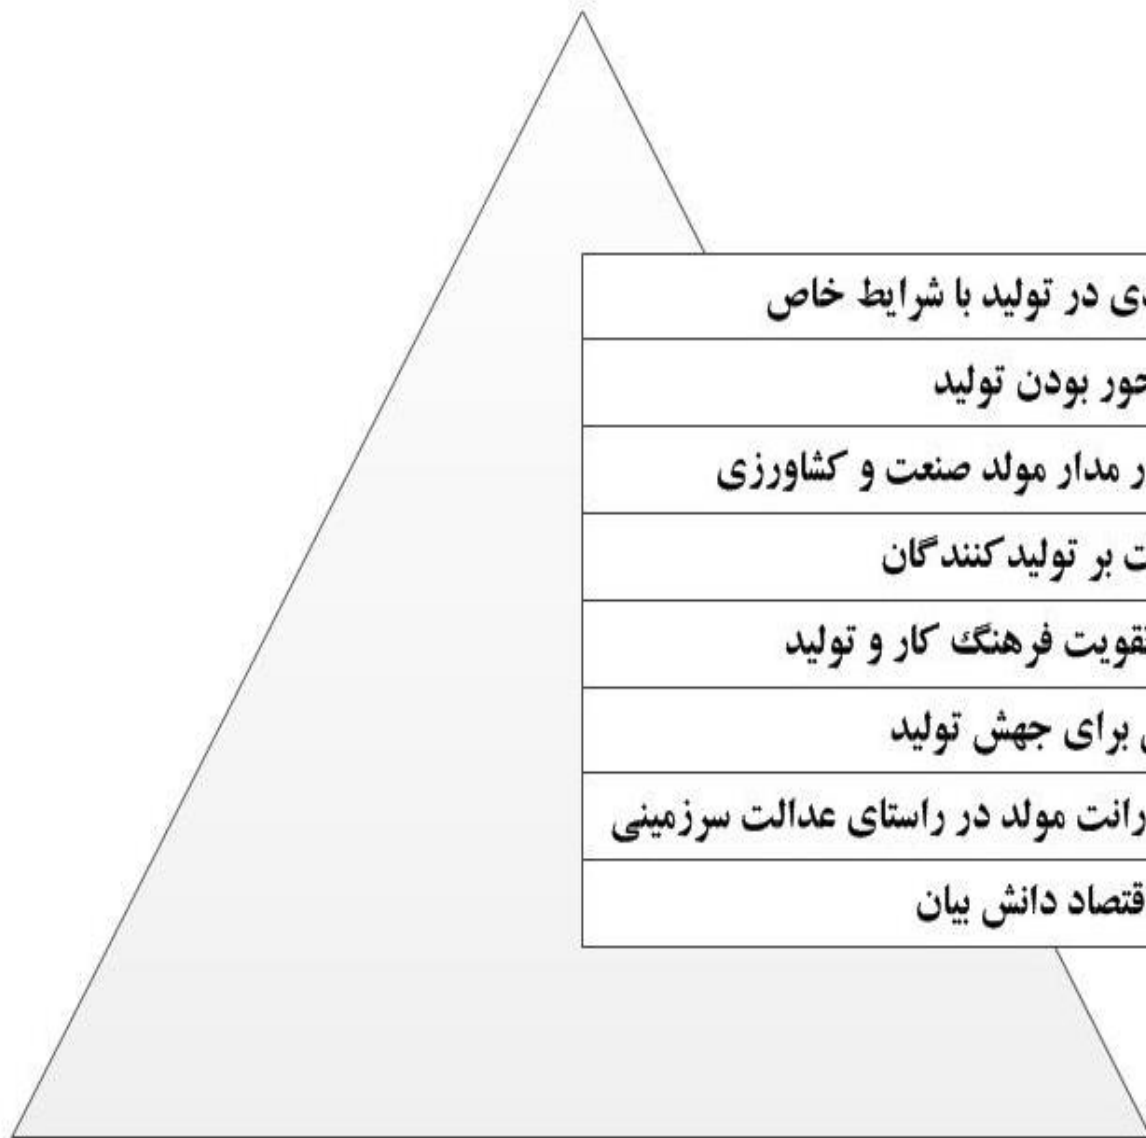 در تولید با شرایط خاص
بودن تولید
مدار مولد صنعت و کشاورزی
بر تولیدکنندگان
تقویت فرهنگ کار و تولید
برای جهش تولید
رانت مولد در راستای عدالت سرزمینی
دانش بیان